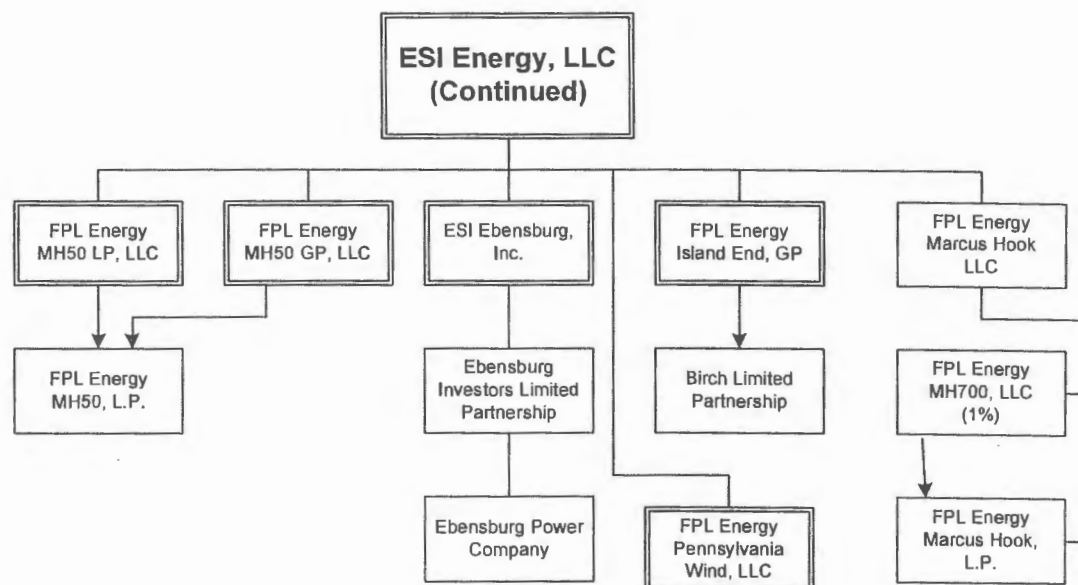 ESI Energy, LLC
(Continued)
FPL Energy
MH50 LP, LLC
FPL Energy
MH50 GP, LLC
ESI Ebensburg,
Inc.
FPL Energy
Island End, GP
FPL Energy
Marcus Hook
LLC
FPL Energy
MH50, L.P.
Ebensburg
Investors Limited
Partnership
Birch Limited
Partnership
FPL Energy
MH700, LLC
(1%)
Ebensburg Power
Company
FPL Energy
Pennsylvania
Wind, LLC
FPL Energy
Marcus Hook,
L.P.